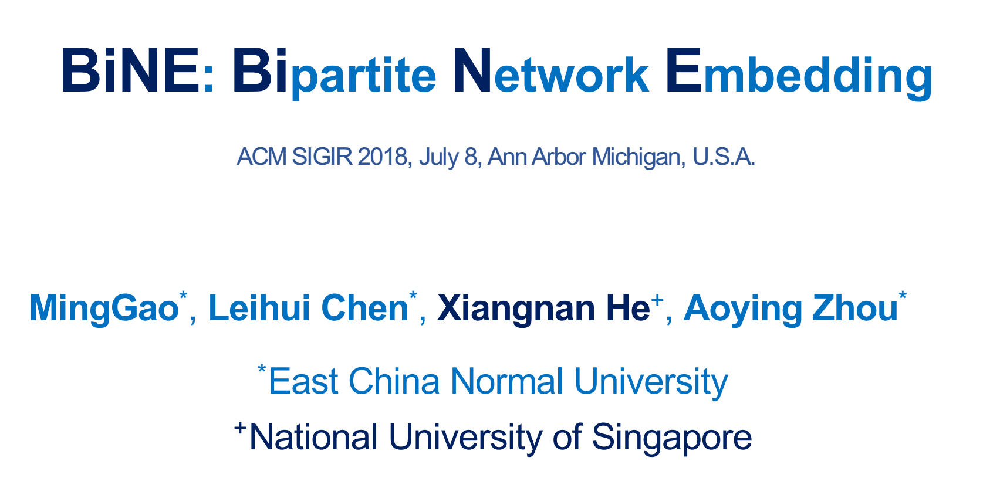 BiNE: Bipartite Network Embedding
ACM SIGIR 2018, July 8, Ann Arbor Michigan, U.S.A.
MingGao*, Leihui Chen*, Xiangnan He+, Aoying Zhou*
*East China Normal University
+National University of Singapore